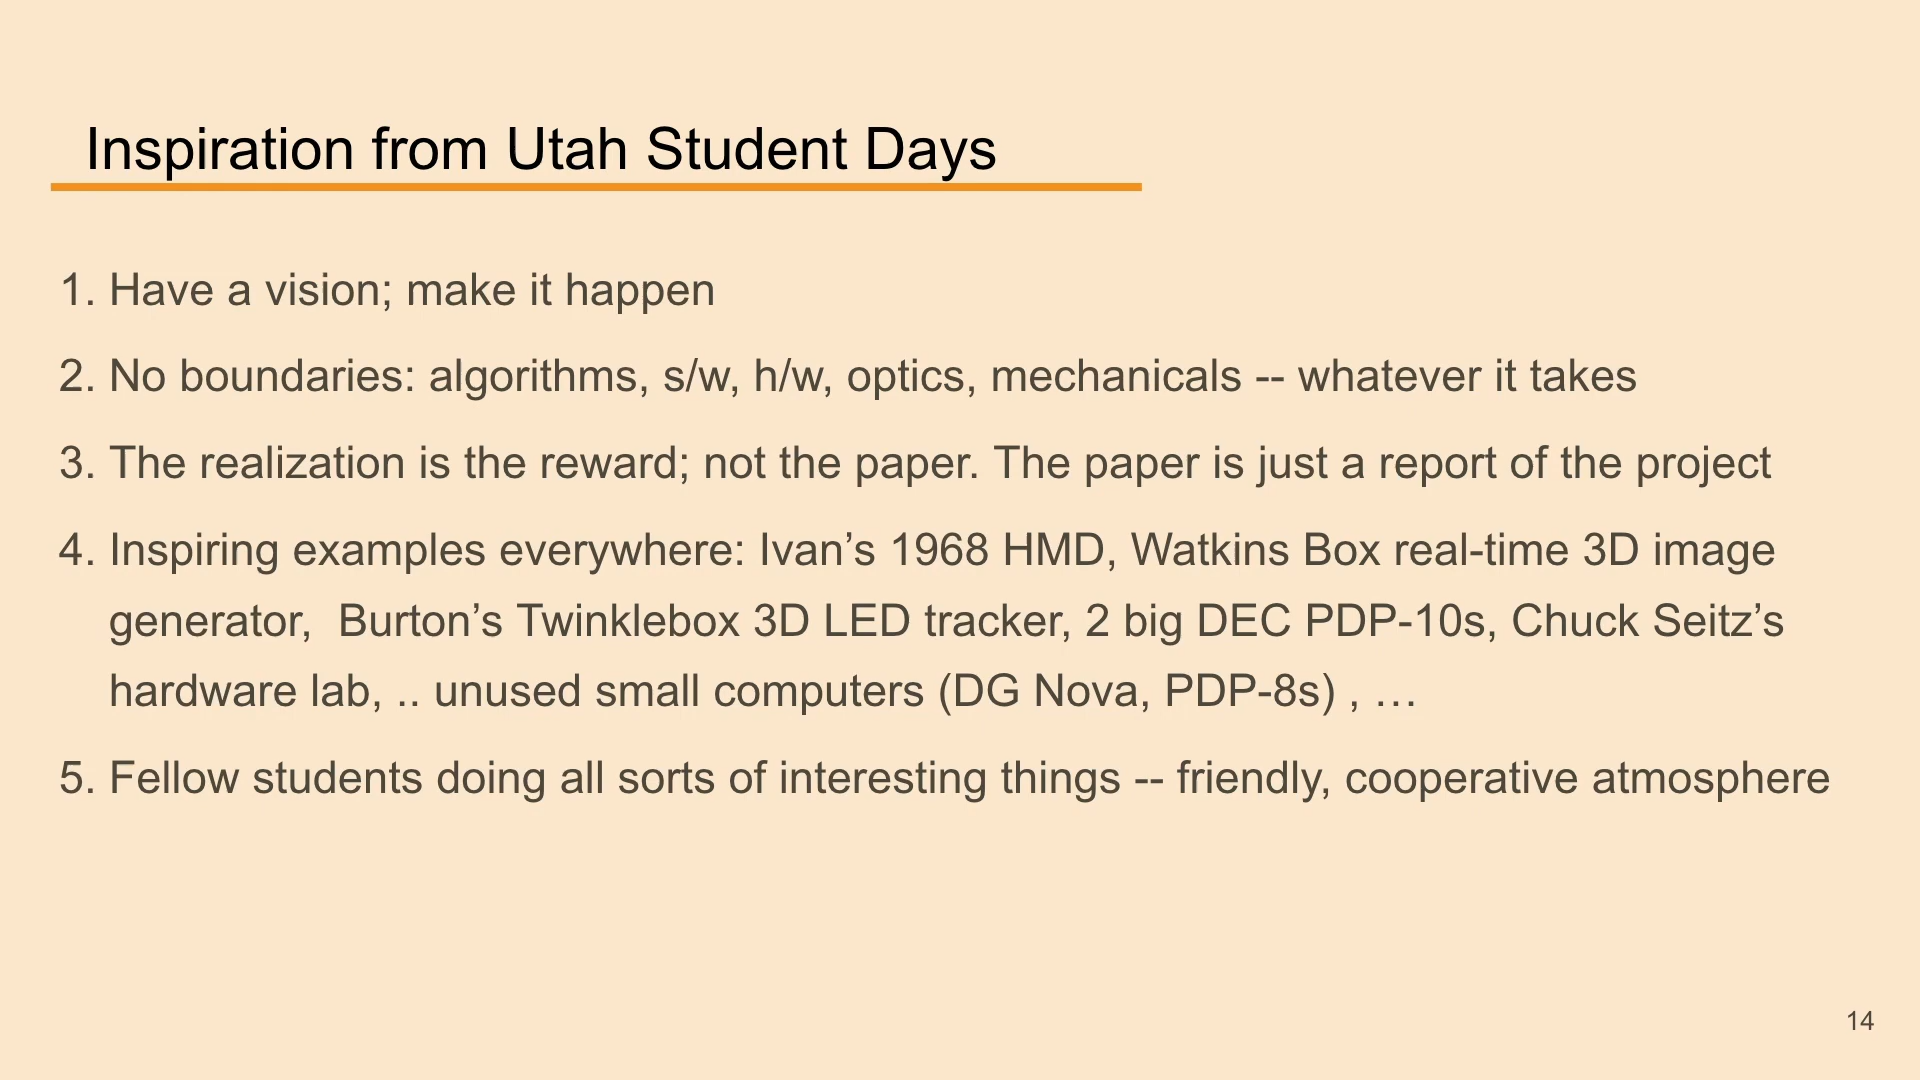 Inspiration from Utah Student Days
1. Have a vision; make it happen
2. No boundaries: algorithms, s/w, h/w, optics, mechanicals -- whatever it takes
3. The realization is the reward; not the paper. The paper is just a report of the project
4. Inspiring examples everywhere: Ivan’s 1968 HMD, Watkins Box real-time 3D image
generator,  Burton’s Twinklebox 3D LED tracker, 2 big DEC PDP-10s, Chuck Seitz’s
hardware lab, .. unused small computers (DG Nova, PDP-8s) , …
5. Fellow students doing all sorts of interesting things -- friendly, cooperative atmosphere
14